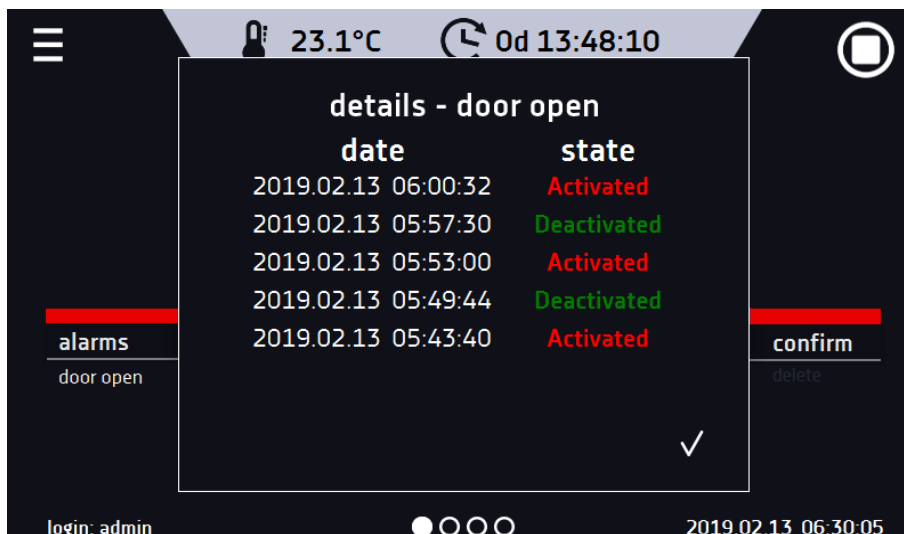 23.1°C 0d 13:48:10
details - door open
date state
2019.02.13 06:00:32 Activated
2019.02.13 05:57:30 Deactivated
2019.02.13 05:53:00 Activated
2019.02.13 05:49:44 Deactivated
2019.02.13 05:43:40 Activated
alarms confirm
door open delete
login: admin 2019.02.13 06:30:05